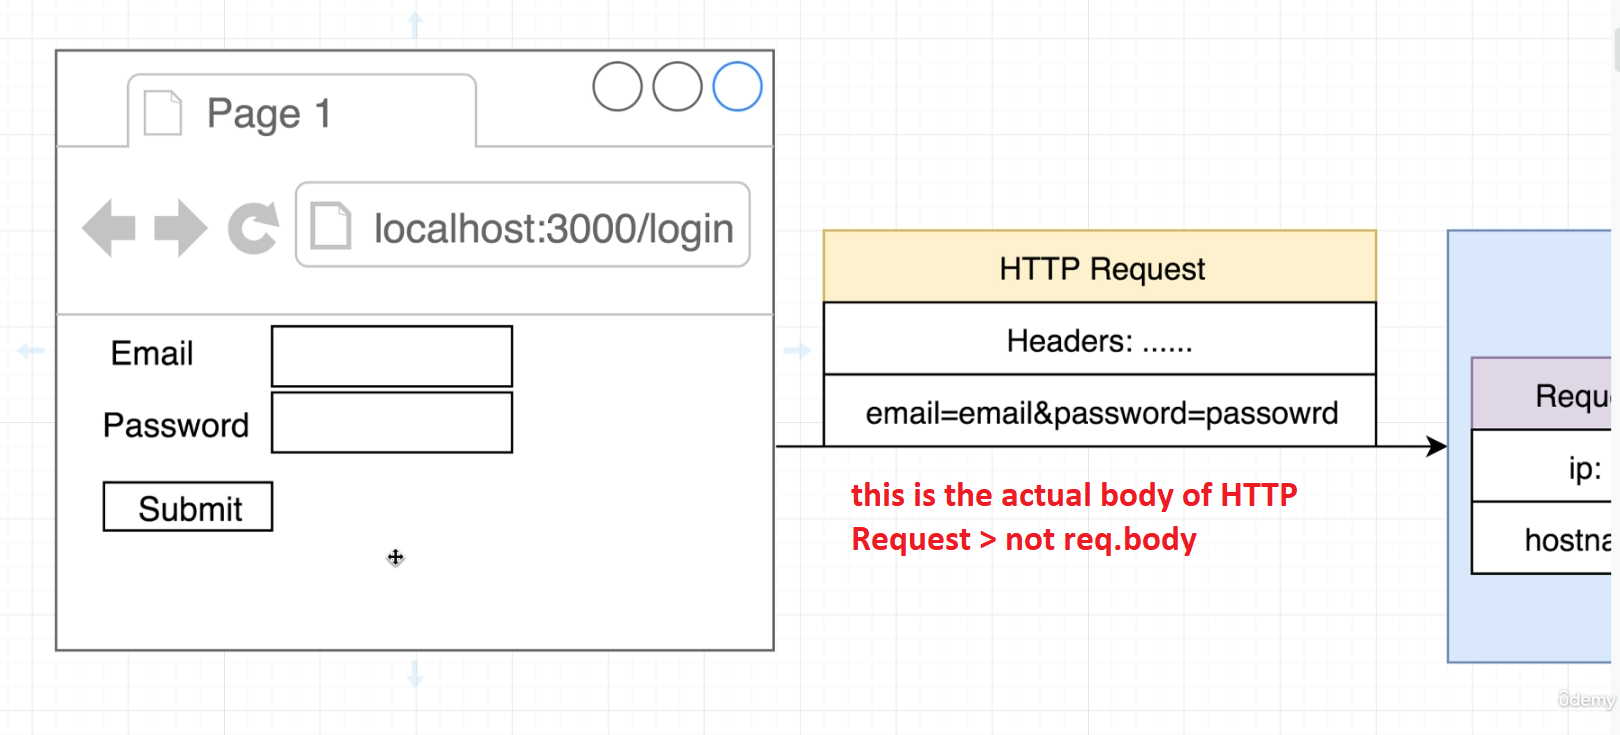 Page 1
localhost:3000/login
HTTP Request
Headers: ......
Email
email=email&password=passowrd
Password
Requ
ip:
this is the actual body of HTTP
Request > not req.body
Submit
hostna
ûdemy